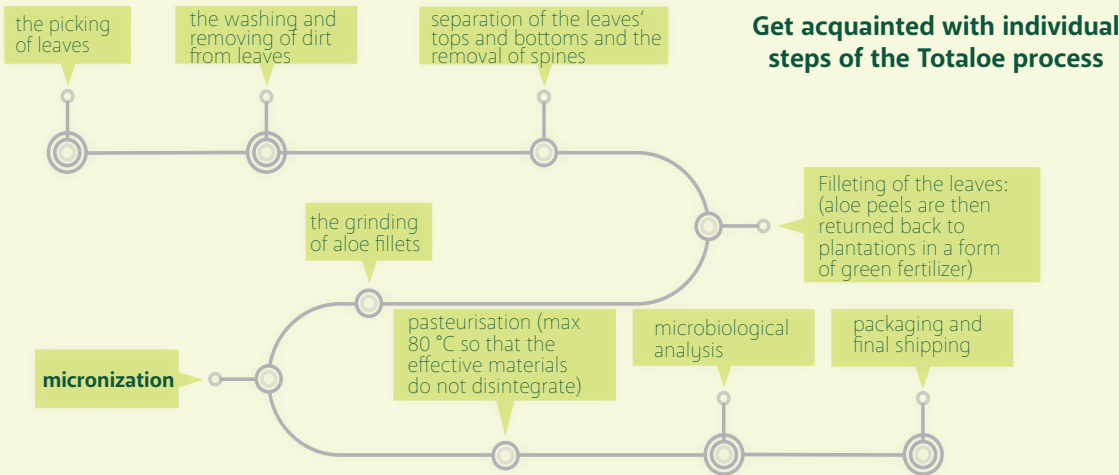 Get acquainted with individual
steps of the Totaloe process
the picking
of leaves
the washing and
removing of dirt
from leaves
separation of the leaves'
tops and bottoms and the
removal of spines
Filleting of the leaves:
(aloe peels are then
returned back to
plantations in a form
of green fertilizer)
the grinding
of aloe fillets
micronization
pasteurisation (max
80 °C so that the
effective materials
do not disintegrate)
microbiological
analysis
packaging and
final shipping